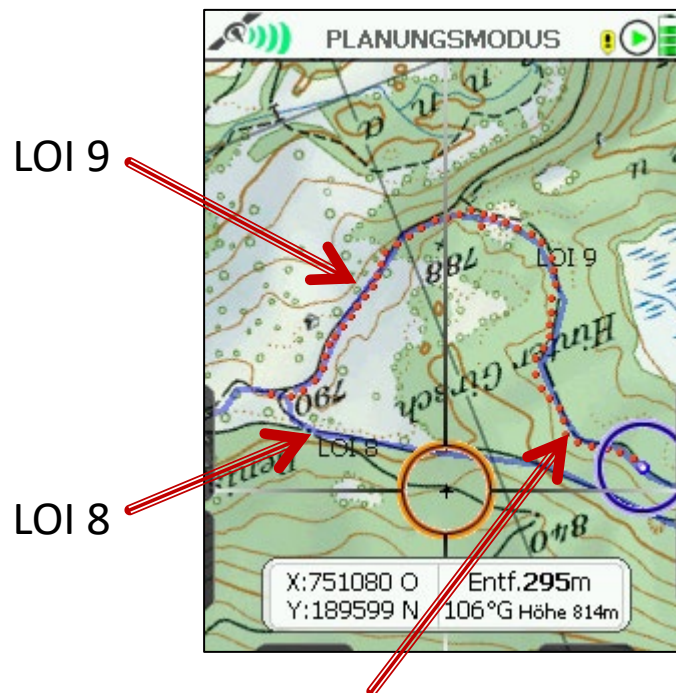 PLANUNGSMODUS
LOI 9
LOI 9
788
Hinter Girsch
790
LOI 8
LOI 8
840
X:751080 O
Y:189599 N
Entf.295m
106°G Höhe 814m